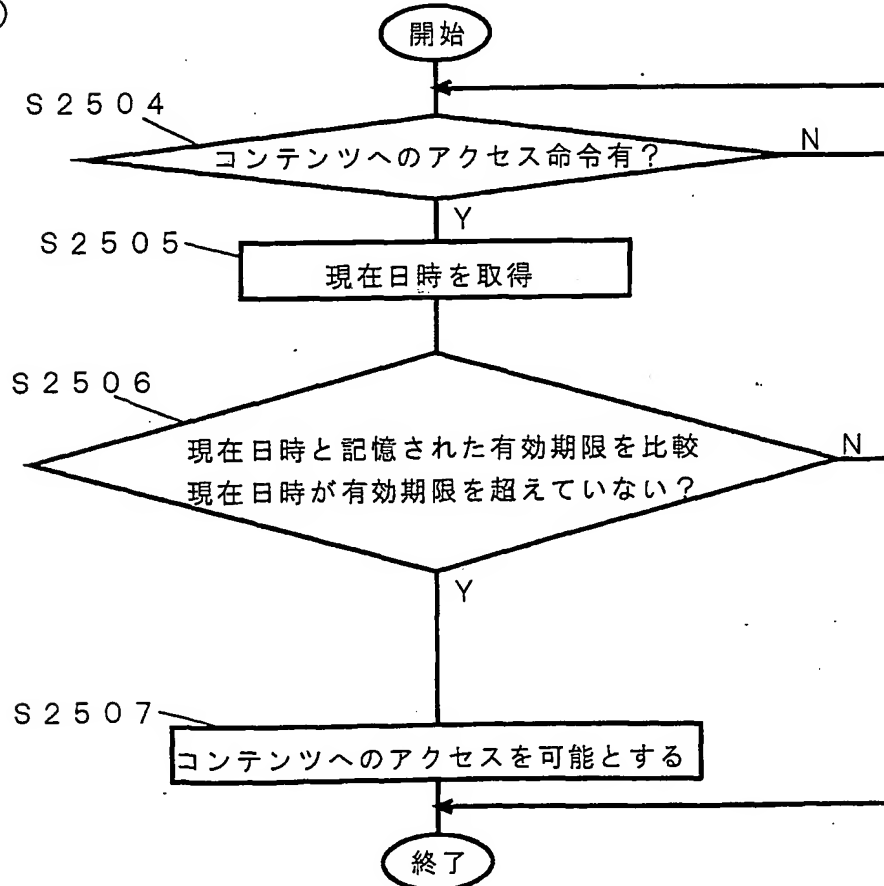 開始
S2504
コンテンツへのアクセス命令有?
N
Y
S2505
現在日時を取得
S2506
現在日時と記憶された有効期限を比較
現在日時が有効期限を超えていない?
N
Y
S2507
コンテンツへのアクセスを可能とする
終了